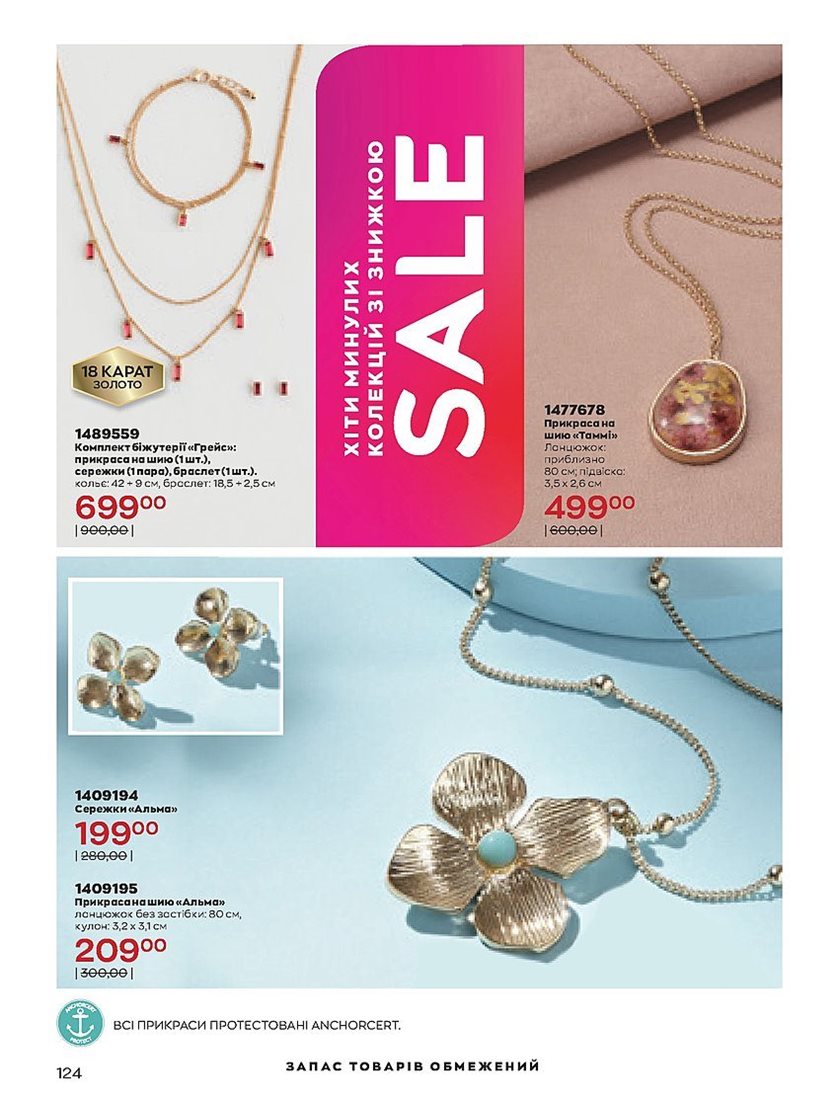 18 КАРАТ
ЗОЛОТО
1489559
Комплект біжутерії «Грейс»:
прикраса на шию (1 шт.),
сережки (1 пара), браслет (1 шт.).
кольє: 42 + 9 см, браслет: 18,5 + 2,5 см
699⁰⁰
|900,00|
ХІТИ МИНУЛИХ
КОЛЕКЦІЙ ЗІ ЗНИЖКОЮ
SALE
1477678
Прикраса на
шию «Таммі»
Ланцюжок:
приблизно
80 см; підвіска:
3,5 х 2,6 см
499⁰⁰
|600,00|
1409194
Сережки «Альма»
199⁰⁰
|280,00|
1409195
Прикраса на шию «Альма»
ланцюжок без застібки: 80 см,
кулон: 3,2 х 3,1 см
209⁰⁰
|300,00|
ANCHORCERT
PROTECT
ВСІ ПРИКРАСИ ПРОТЕСТОВАНІ ANCHORCERT.
ЗАПАС ТОВАРІВ ОБМЕЖЕНИЙ
124